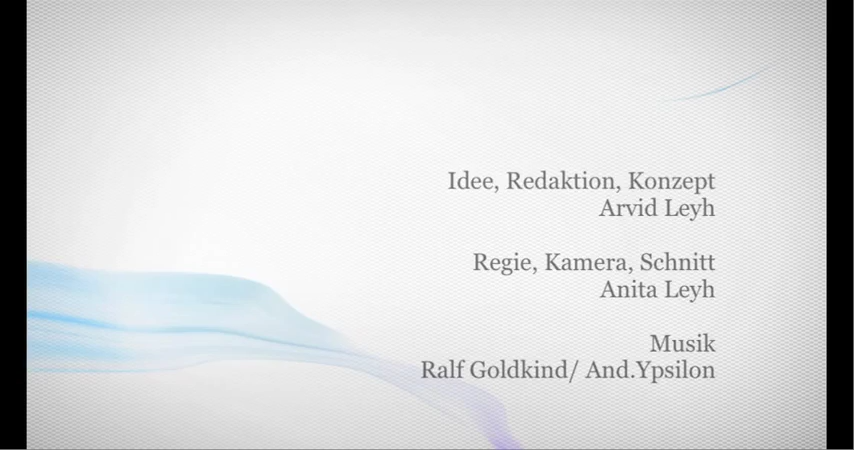 Idee, Redaktion, Konzept
Arvid Leyh
Regie, Kamera, Schnitt
Anita Leyh
Musik
Ralf Goldkind/ And.Ypsilon